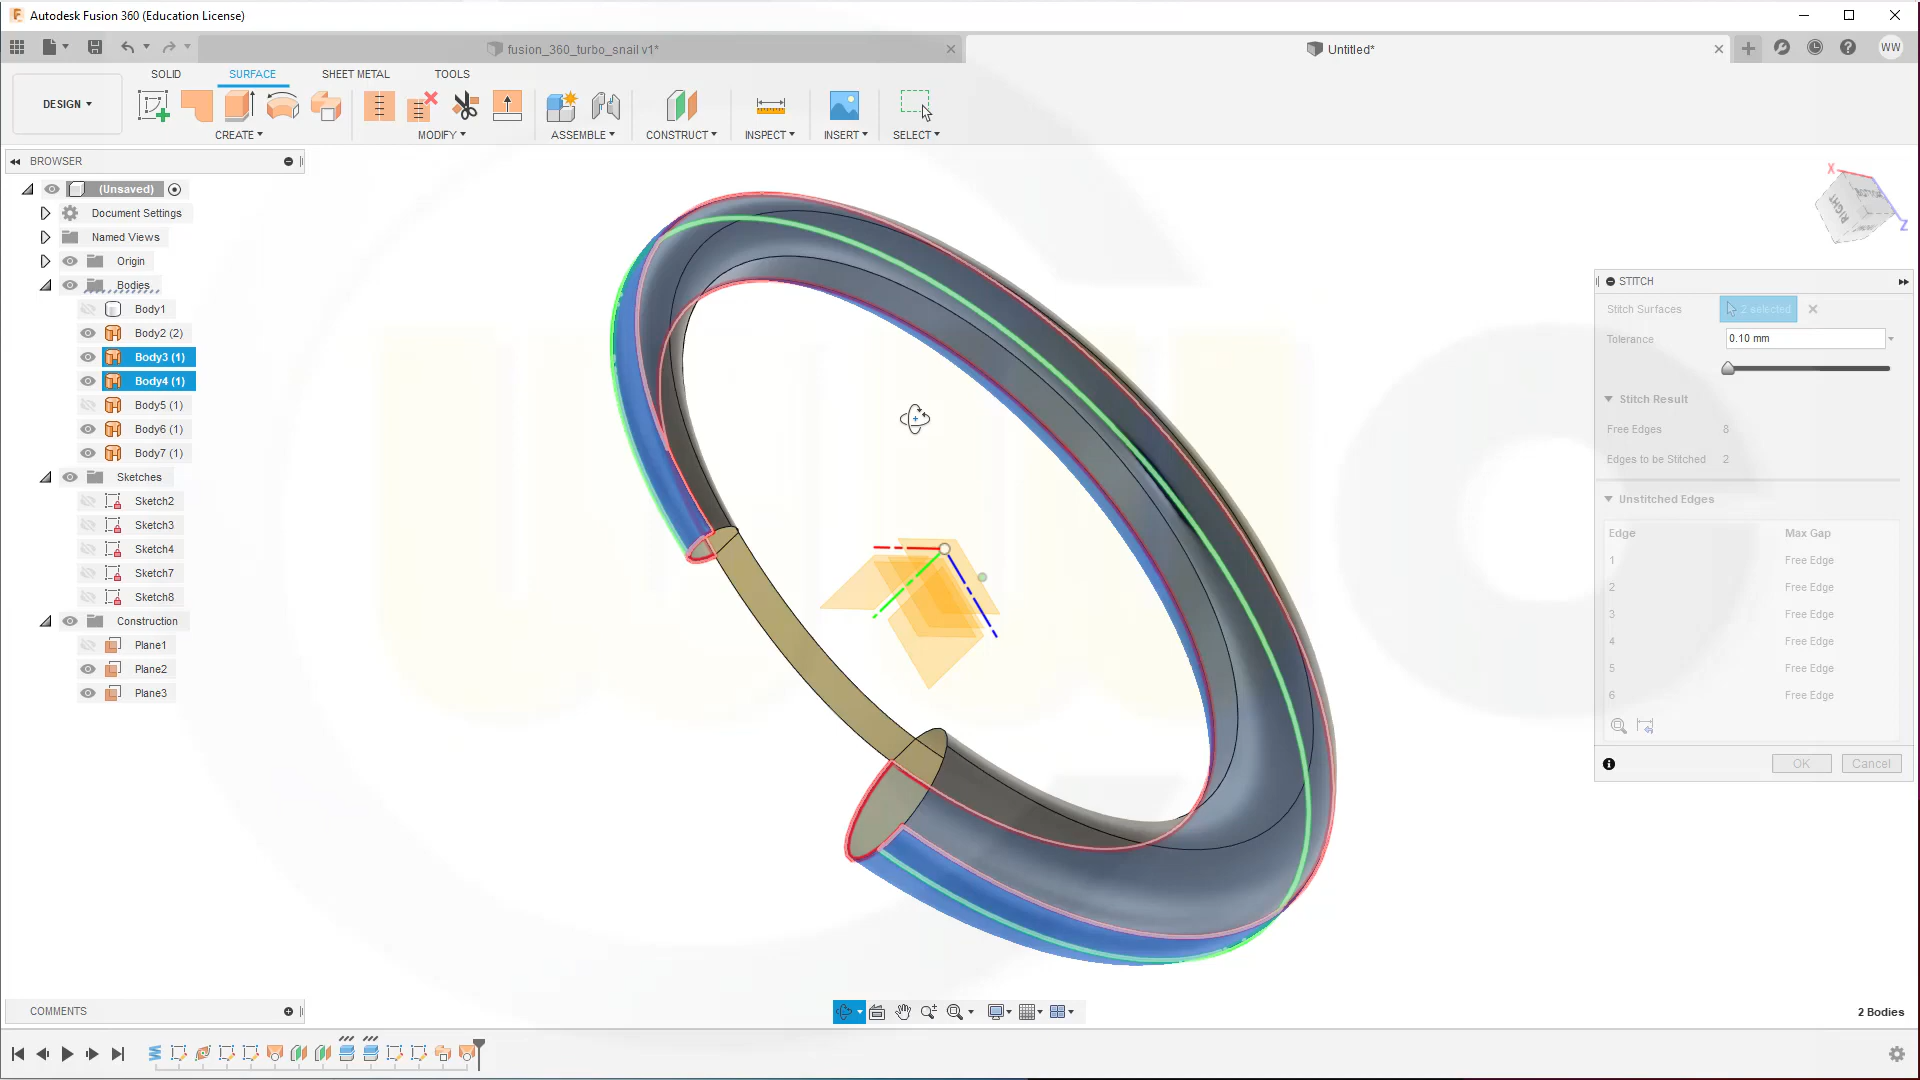 Autodesk Fusion 360 (Education License)
fusion_360_turbo_snail v1*
Untitled*
WW
DESIGN
SOLID
SURFACE
SHEET METAL
TOOLS
CREATE
MODIFY
ASSEMBLE
CONSTRUCT
INSPECT
INSERT
SELECT
BROWSER
(Unsaved)
Document Settings
Named Views
Origin
Bodies
Body1
Body2 (2)
Body3 (1)
Body4 (1)
Body5 (1)
Body6 (1)
Body7 (1)
Sketches
Sketch2
Sketch3
Sketch4
Sketch7
Sketch8
Construction
Plane1
Plane2
Plane3
X
RIGHT
Z
STITCH
Stitch Surfaces
2 selected
Tolerance
0.10 mm
Stitch Result
Free Edges 8
Edges to be Stitched 2
Unstitched Edges
Edge Max Gap
1 Free Edge
2 Free Edge
3 Free Edge
4 Free Edge
5 Free Edge
6 Free Edge
OK
Cancel
COMMENTS
2 Bodies